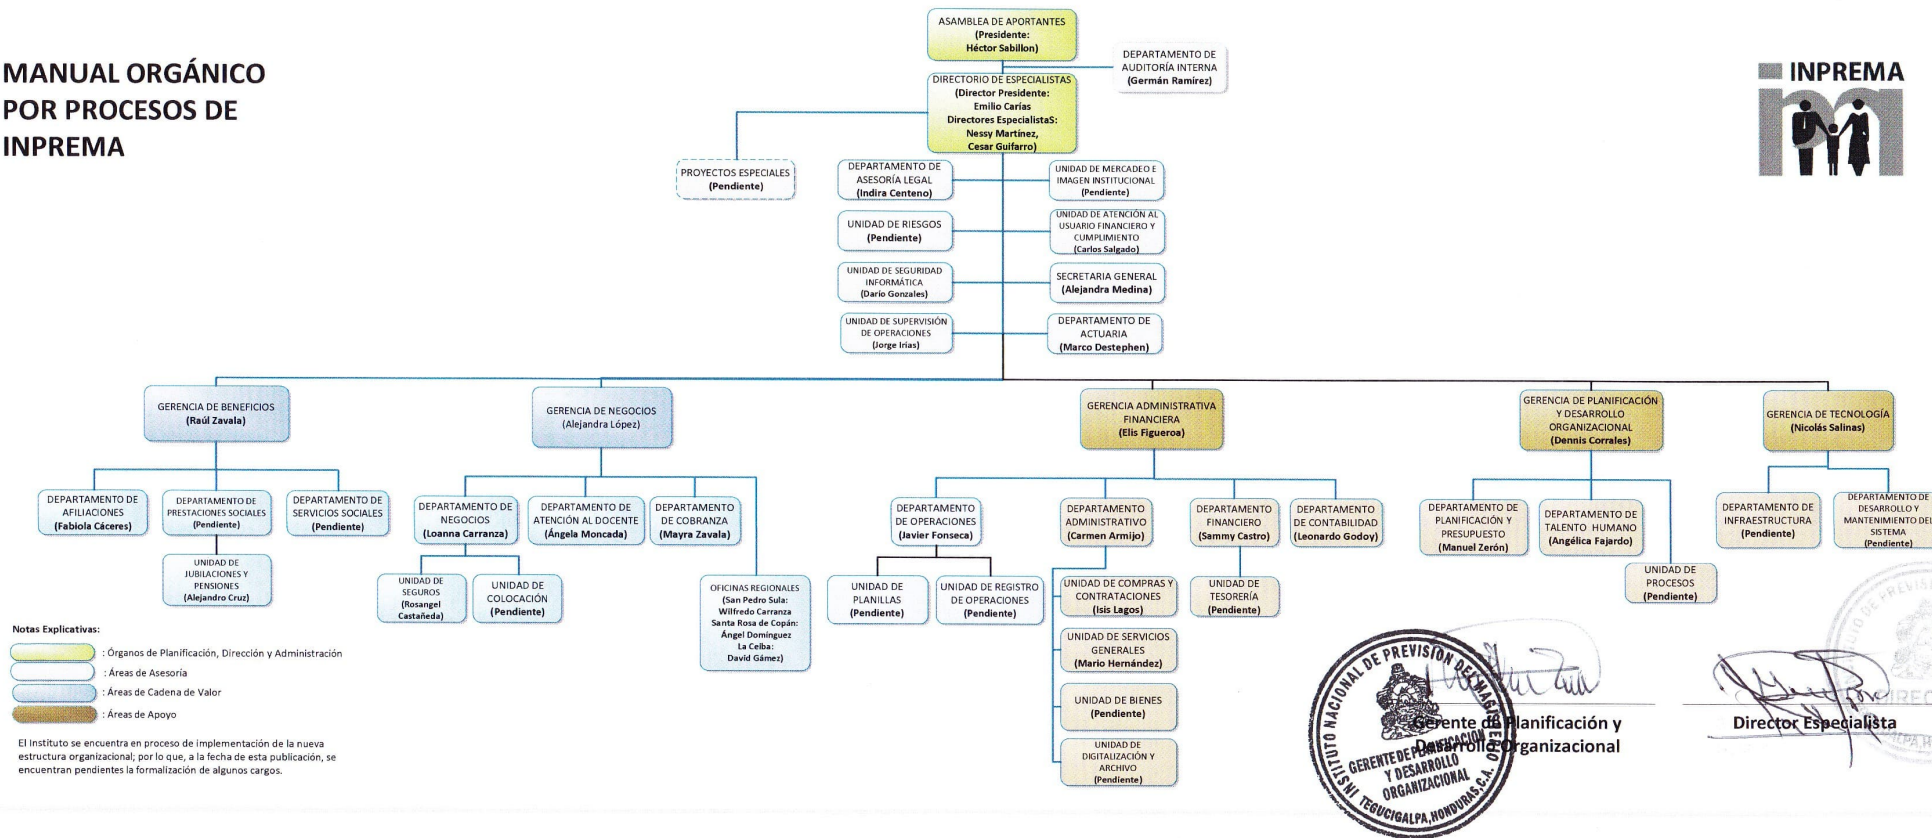 MANUAL ORGÁNICO
POR PROCESOS DE
INPREMA
ASAMBLEA DE APORTANTES
(Presidente:
Héctor Sabillon)
DEPARTAMENTO DE
AUDITORÍA INTERNA
(Germán Ramírez)
INPREMA
DIRECTORIO DE ESPECIALISTAS
(Director Presidente:
Emilio Carías
Directores EspecialistaS:
Nessy Martínez,
Cesar Guifarro)
PROYECTOS ESPECIALES
(Pendiente)
DEPARTAMENTO DE
ASESORÍA LEGAL
(Indira Centeno)
UNIDAD DE MERCADEO E
IMAGEN INSTITUCIONAL
(Pendiente)
UNIDAD DE RIESGOS
(Pendiente)
UNIDAD DE ATENCIÓN AL
USUARIO FINANCIERO Y
CUMPLIMIENTO
(Carlos Salgado)
UNIDAD DE SEGURIDAD
INFORMÁTICA
(Darío Gonzales)
SECRETARIA GENERAL
(Alejandra Medina)
UNIDAD DE SUPERVISIÓN
DE OPERACIONES
(Jorge Irias)
DEPARTAMENTO DE
ACTUARIA
(Marco Destephen)
GERENCIA DE BENEFICIOS
(Raúl Zavala)
GERENCIA DE NEGOCIOS
(Alejandra López)
GERENCIA ADMINISTRATIVA
FINANCIERA
(Elis Figueroa)
GERENCIA DE PLANIFICACIÓN
Y DESARROLLO
ORGANIZACIONAL
(Dennis Corrales)
GERENCIA DE TECNOLOGÍA
(Nicolás Salinas)
DEPARTAMENTO DE
AFILIACIONES
(Fabiola Cáceres)
DEPARTAMENTO DE
PRESTACIONES SOCIALES
(Pendiente)
DEPARTAMENTO DE
SERVICIOS SOCIALES
(Pendiente)
UNIDAD DE
JUBILACIONES Y
PENSIONES
(Alejandro Cruz)
DEPARTAMENTO DE
NEGOCIOS
(Loanna Carranza)
DEPARTAMENTO DE
ATENCIÓN AL DOCENTE
(Ángela Moncada)
DEPARTAMENTO
DE COBRANZA
(Mayra Zavala)
UNIDAD DE
SEGUROS
(Rosangel
Castañeda)
UNIDAD DE
COLOCACIÓN
(Pendiente)
OFICINAS REGIONALES
(San Pedro Sula:
Wilfredo Carranza
Santa Rosa de Copán:
Ángel Domínguez
La Ceiba:
David Gámez)
DEPARTAMENTO
DE OPERACIONES
(Javier Fonseca)
DEPARTAMENTO
ADMINISTRATIVO
(Carmen Armijo)
DEPARTAMENTO
FINANCIERO
(Sammy Castro)
DEPARTAMENTO
DE CONTABILIDAD
(Leonardo Godoy)
UNIDAD DE
PLANILLAS
(Pendiente)
UNIDAD DE REGISTRO
DE OPERACIONES
(Pendiente)
UNIDAD DE COMPRAS Y
CONTRATACIONES
(Isis Lagos)
UNIDAD DE
TESORERÍA
(Pendiente)
UNIDAD DE SERVICIOS
GENERALES
(Mario Hernández)
UNIDAD DE BIENES
(Pendiente)
UNIDAD DE
DIGITALIZACIÓN Y
ARCHIVO
(Pendiente)
DEPARTAMENTO DE
PLANIFICACIÓN Y
PRESUPUESTO
(Manuel Zerón)
DEPARTAMENTO DE
TALENTO HUMANO
(Angélica Fajardo)
UNIDAD DE
PROCESOS
(Pendiente)
DEPARTAMENTO DE
INFRAESTRUCTURA
(Pendiente)
DEPARTAMENTO DE
DESARROLLO Y
MANTENIMIENTO DEL
SISTEMA
(Pendiente)
Notas Explicativas:
: Órganos de Planificación, Dirección y Administración
: Áreas de Asesoría
: Áreas de Cadena de Valor
: Áreas de Apoyo
El Instituto se encuentra en proceso de implementación de la nueva
estructura organizacional; por lo que, a la fecha de esta publicación, se
encuentran pendientes la formalización de algunos cargos.
INSTITUTO NACIONAL DE PREVISIÓN DEL MAGISTERIO
GERENTE DE PLANIFICACIÓN
Y DESARROLLO
ORGANIZACIONAL
TEGUCIGALPA, HONDURAS, C.A.
Gerente de Planificación y
Desarrollo Organizacional
Director Especialista